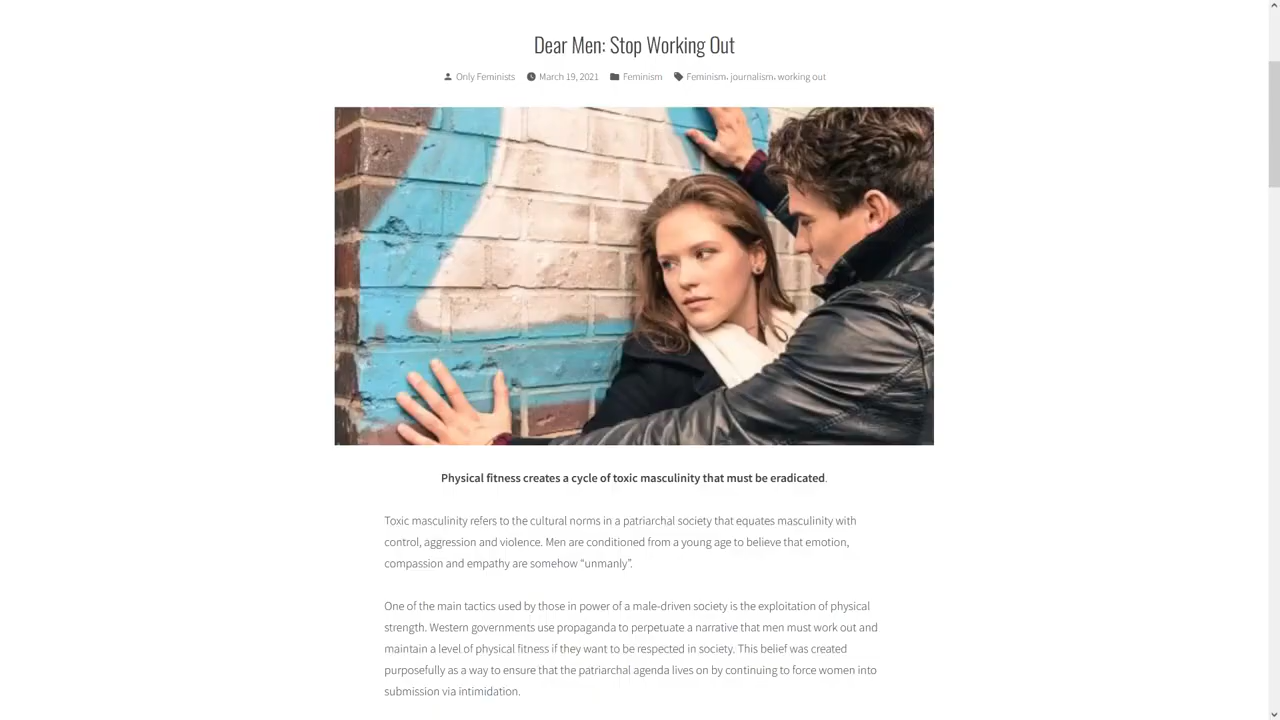 Dear Men: Stop Working Out
Only Feminists March 19, 2021 Feminism Feminism, journalism, working out
Physical fitness creates a cycle of toxic masculinity that must be eradicated.
Toxic masculinity refers to the cultural norms in a patriarchal society that equates masculinity with
control, aggression and violence. Men are conditioned from a young age to believe that emotion,
compassion and empathy are somehow “unmanly”.
One of the main tactics used by those in power of a male-driven society is the exploitation of physical
strength. Western governments use propaganda to perpetuate a narrative that men must work out and
maintain a level of physical fitness if they want to be respected in society. This belief was created
purposefully as a way to ensure that the patriarchal agenda lives on by continuing to force women into
submission via intimidation.